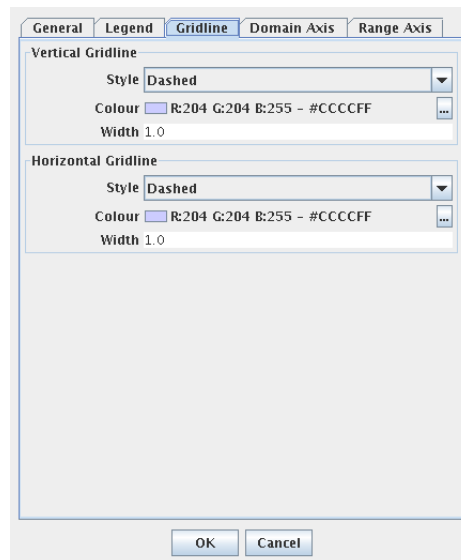 General Legend Gridline Domain Axis Range Axis
Vertical Gridline
Style Dashed
Colour R:204 G:204 B:255 - #CCCCFF ...
Width 1.0
Horizontal Gridline
Style Dashed
Colour R:204 G:204 B:255 - #CCCCFF ...
Width 1.0
OK Cancel